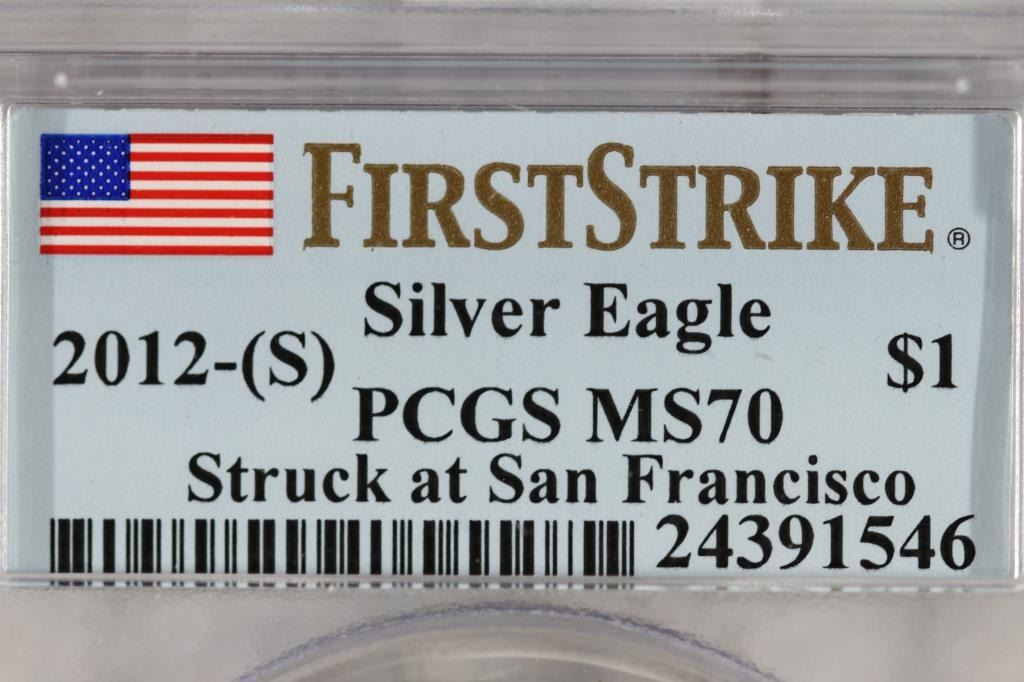 FIRSTSTRIKE®
Silver Eagle
2012-(S) $1
PCGS MS70
Struck at San Francisco
24391546